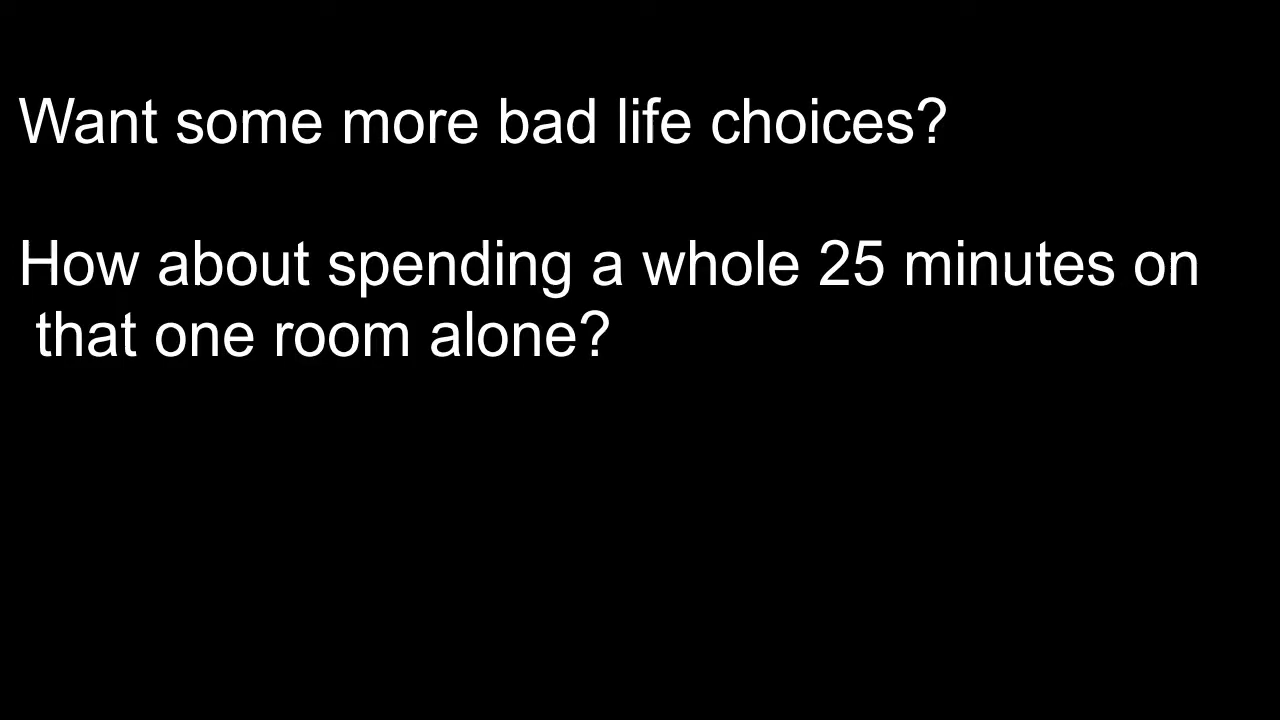 Want some more bad life choices?
How about spending a whole 25 minutes on
that one room alone?